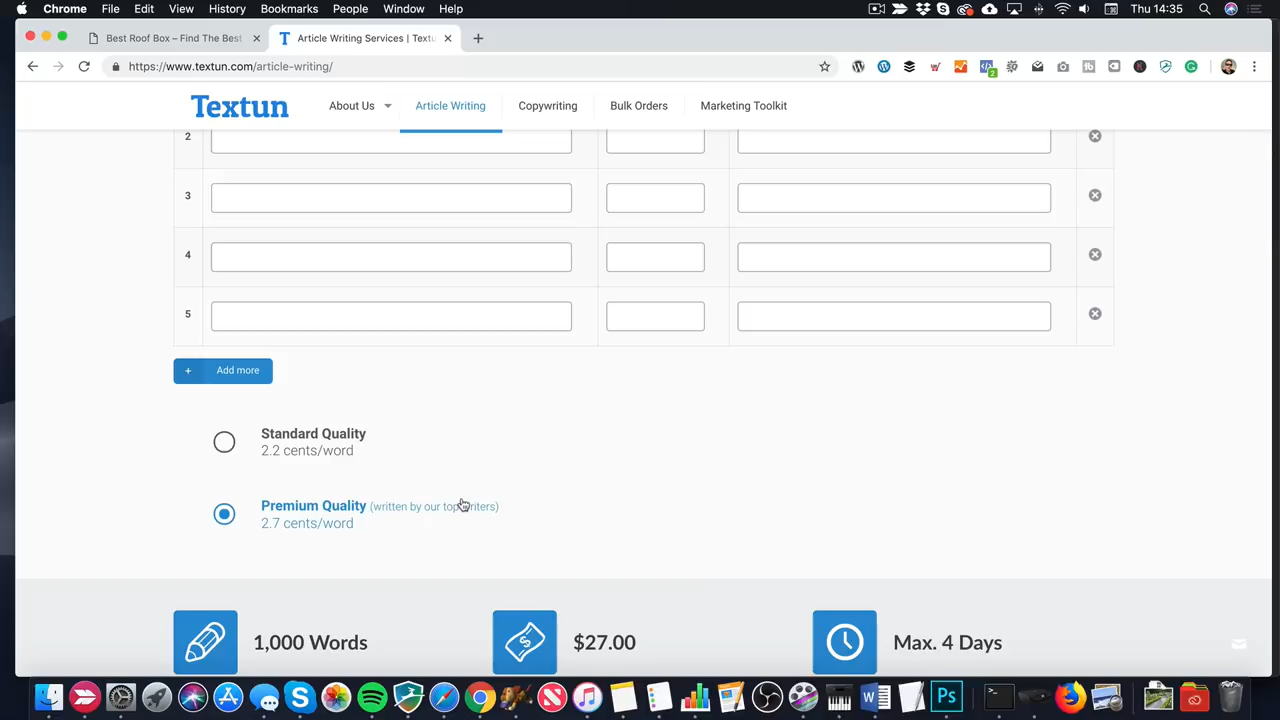 Chrome File Edit View History Bookmarks People Window Help Thu 14:35
Best Roof Box – Find The Best
Article Writing Services | Textu
https://www.textun.com/article-writing/
Textun
About Us
Article Writing
Copywriting
Bulk Orders
Marketing Toolkit
2
3
4
5
+ Add more
Standard Quality
2.2 cents/word
Premium Quality (written by our top writers)
2.7 cents/word
1,000 Words
$27.00
Max. 4 Days